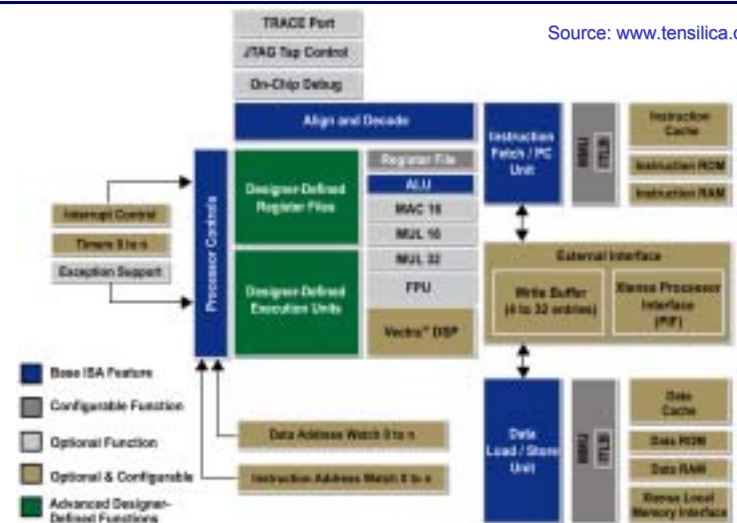 Source: www.tensilica.c
TRACE Port
JTAG Tap Control
On-Chip Debug
Align and Decode
Processor Controls
Designer-Defined
Register Files
Designer-Defined
Execution Units
Register File
ALU
MAC 16
MUL 16
MUL 32
FPU
Vectra™ DSP
Interrupt Control
Timers 0 to n
Exception Support
Instruction
Fetch / PC
Unit
MMU
ITLB
Instruction
Cache
Instruction ROM
Instruction RAM
External Interface
Write Buffer
(4 to 32 entries)
Xtensa Processor
Interface
(PIF)
Data
Load / Store
Unit
MMU
Data
Cache
Data ROM
Data RAM
Xtensa Local
Memory Interface
Data Address Watch 0 to n
Instruction Address Watch 0 to n
Base ISA Feature
Configurable Function
Optional Function
Optional & Configurable
Advanced Designer-
Defined Functions